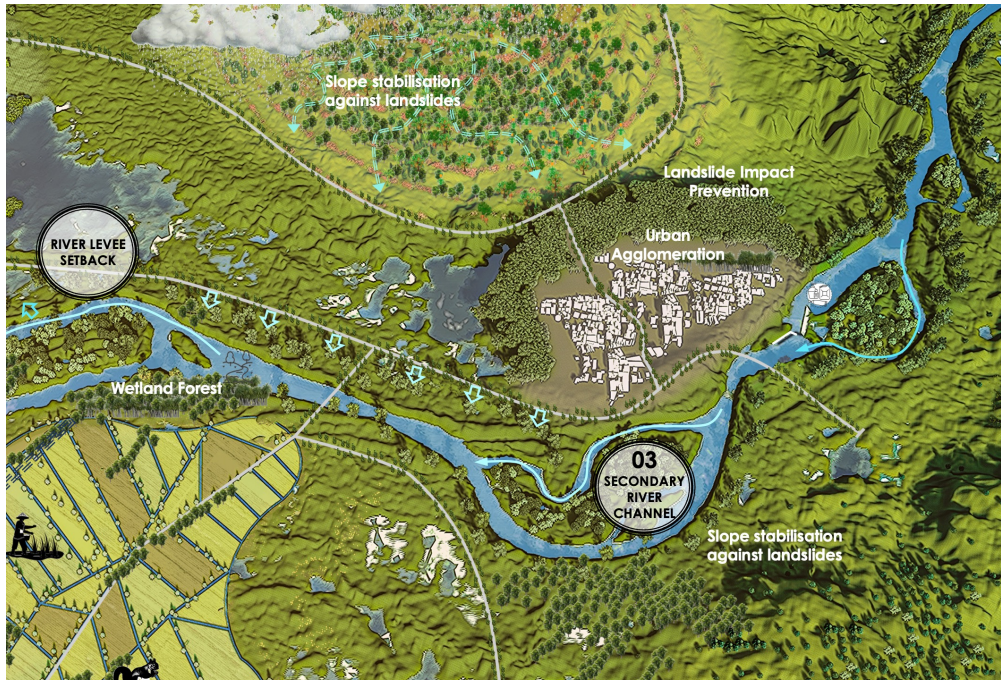 Slope stabilisation
against landslides
Landslide Impact
Prevention
Urban
Agglomeration
RIVER LEVEE
SETBACK
Wetland Forest
03
SECONDARY
RIVER
CHANNEL
Slope stabilisation
against landslides